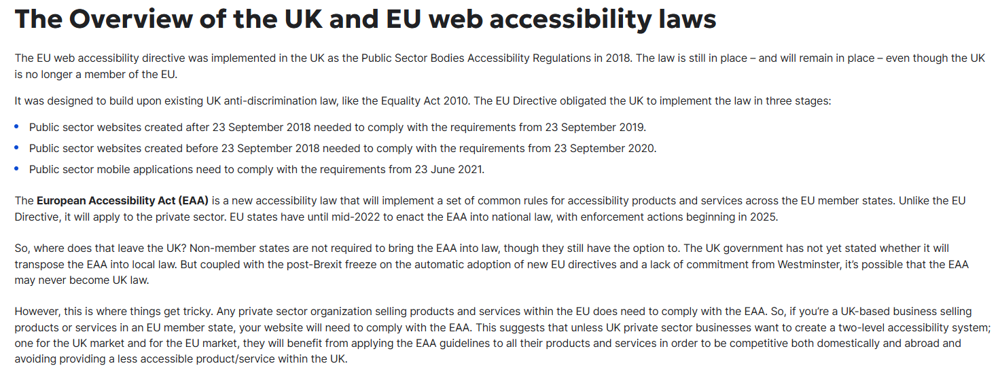 The Overview of the UK and EU web accessibility laws
The EU web accessibility directive was implemented in the UK as the Public Sector Bodies Accessibility Regulations in 2018. The law is still in place – and will remain in place – even though the UK
is no longer a member of the EU.
It was designed to build upon existing UK anti-discrimination law, like the Equality Act 2010. The EU Directive obligated the UK to implement the law in three stages:
• Public sector websites created after 23 September 2018 needed to comply with the requirements from 23 September 2019.
• Public sector websites created before 23 September 2018 needed to comply with the requirements from 23 September 2020.
• Public sector mobile applications need to comply with the requirements from 23 June 2021.
The European Accessibility Act (EAA) is a new accessibility law that will implement a set of common rules for accessibility products and services across the EU member states. Unlike the EU
Directive, it will apply to the private sector. EU states have until mid-2022 to enact the EAA into national law, with enforcement actions beginning in 2025.
So, where does that leave the UK? Non-member states are not required to bring the EAA into law, though they still have the option to. The UK government has not yet stated whether it will
transpose the EAA into local law. But coupled with the post-Brexit freeze on the automatic adoption of new EU directives and a lack of commitment from Westminster, it’s possible that the EAA
may never become UK law.
However, this is where things get tricky. Any private sector organization selling products and services within the EU does need to comply with the EAA. So, if you’re a UK-based business selling
products or services in an EU member state, your website will need to comply with the EAA. This suggests that unless UK private sector businesses want to create a two-level accessibility system;
one for the UK market and for the EU market, they will benefit from applying the EAA guidelines to all their products and services in order to be competitive both domestically and abroad and
avoiding providing a less accessible product/service within the UK.